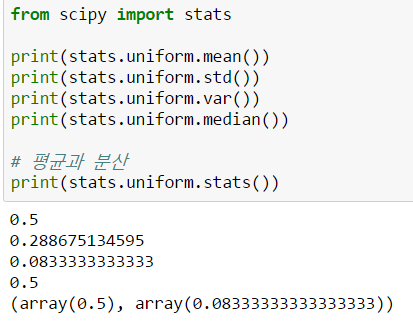 from scipy import stats
print(stats.uniform.mean())
print(stats.uniform.std())
print(stats.uniform.var())
print(stats.uniform.median())
# 평균과 분산
print(stats.uniform.stats())
0.5
0.288675134595
0.0833333333333
0.5
(array(0.5), array(0.08333333333333333))